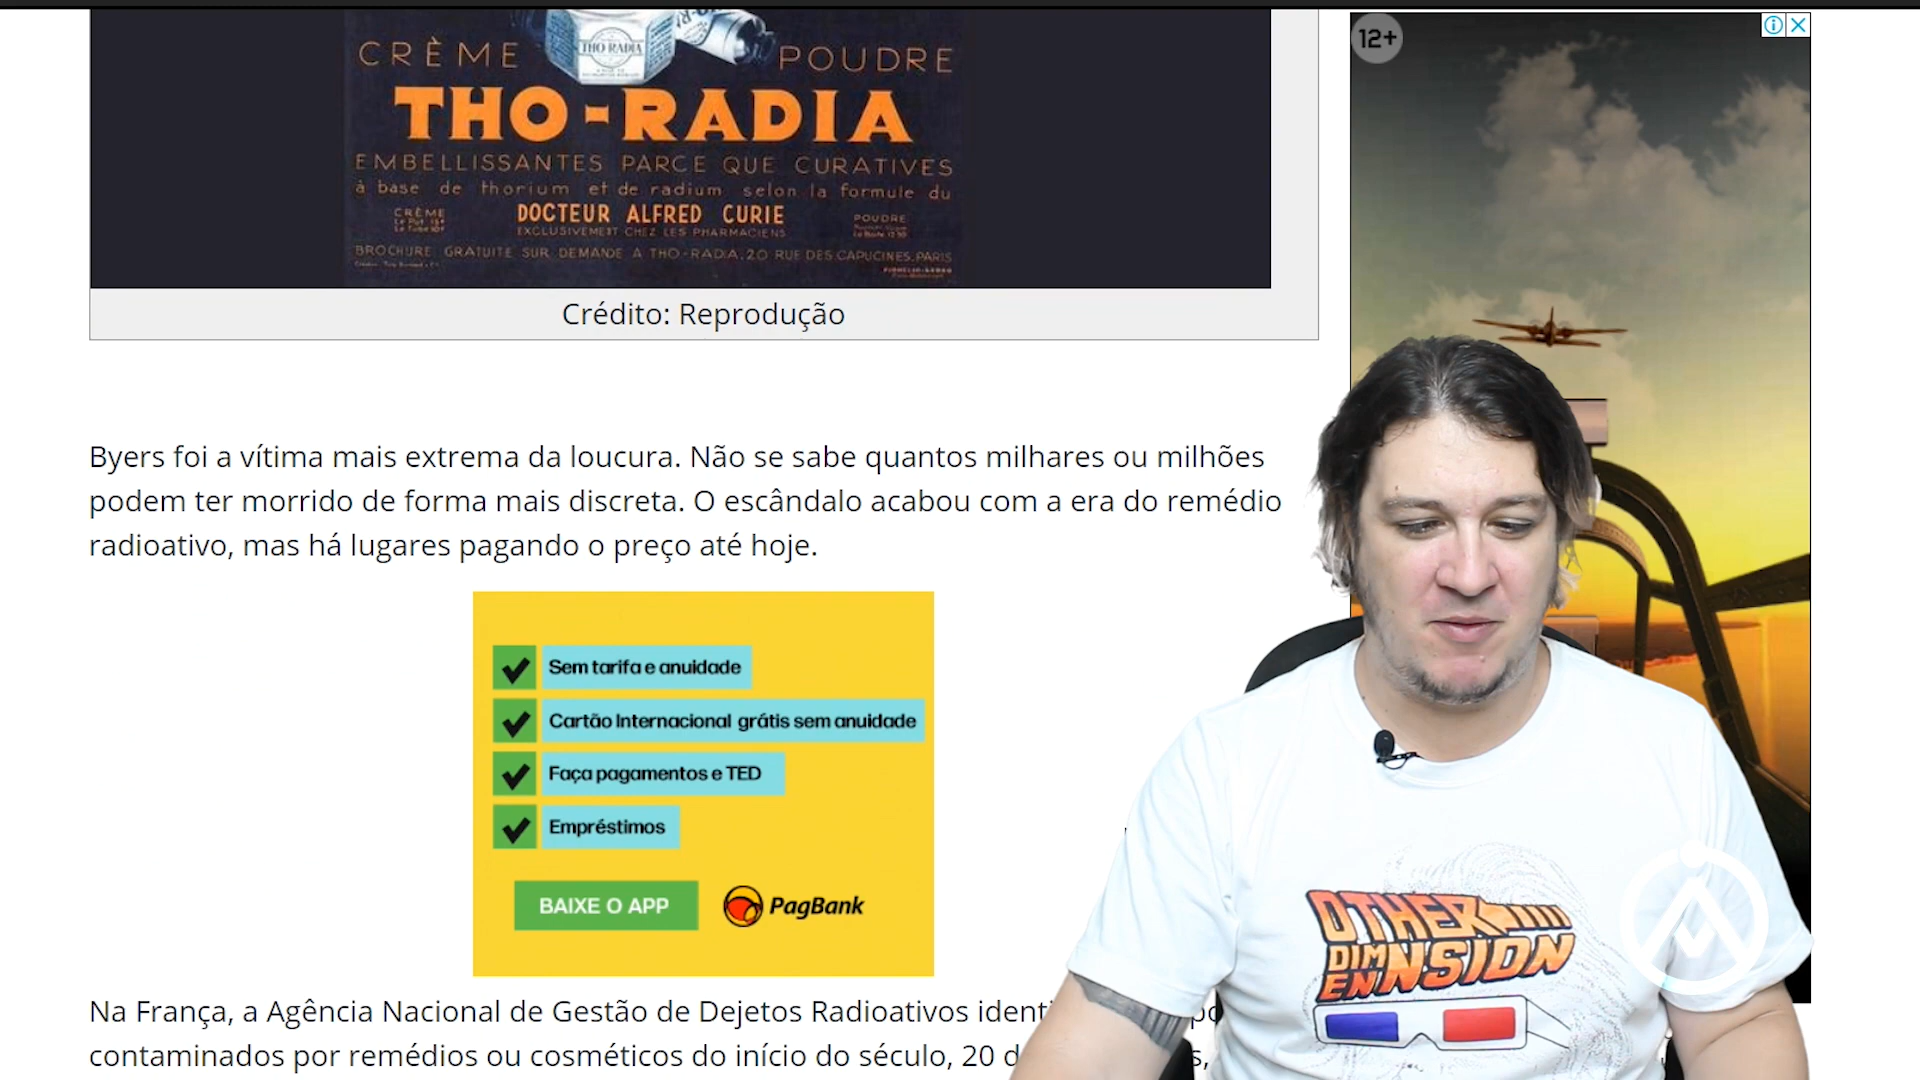 THO RADIA
CRÈME
POUDRE
THO-RADIA
EMBELLISSANTES PARCE QUE CURATIVES
à base de thorium et de radium selon la formule du
CRÈME
DOCTEUR ALFRED CURIE
POUDRE
EXCLUSIVEMENT CHEZ LES PHARMACIENS
BROCHURE GRATUITE SUR DEMANDE A THO-RADIA, 20 RUE DES CAPUCINES, PARIS
Crédito: Reprodução
12+
Byers foi a vítima mais extrema da loucura. Não se sabe quantos milhares ou milhões
podem ter morrido de forma mais discreta. O escândalo acabou com a era do remédio
radioativo, mas há lugares pagando o preço até hoje.
Sem tarifa e anuidade
Cartão Internacional grátis sem anuidade
Faça pagamentos e TED
Empréstimos
BAIXE O APP
PagBank
Na França, a Agência Nacional de Gestão de Dejetos Radioativos
contaminados por remédios ou cosméticos do início do século, 20
OTHER
DIMENNSION